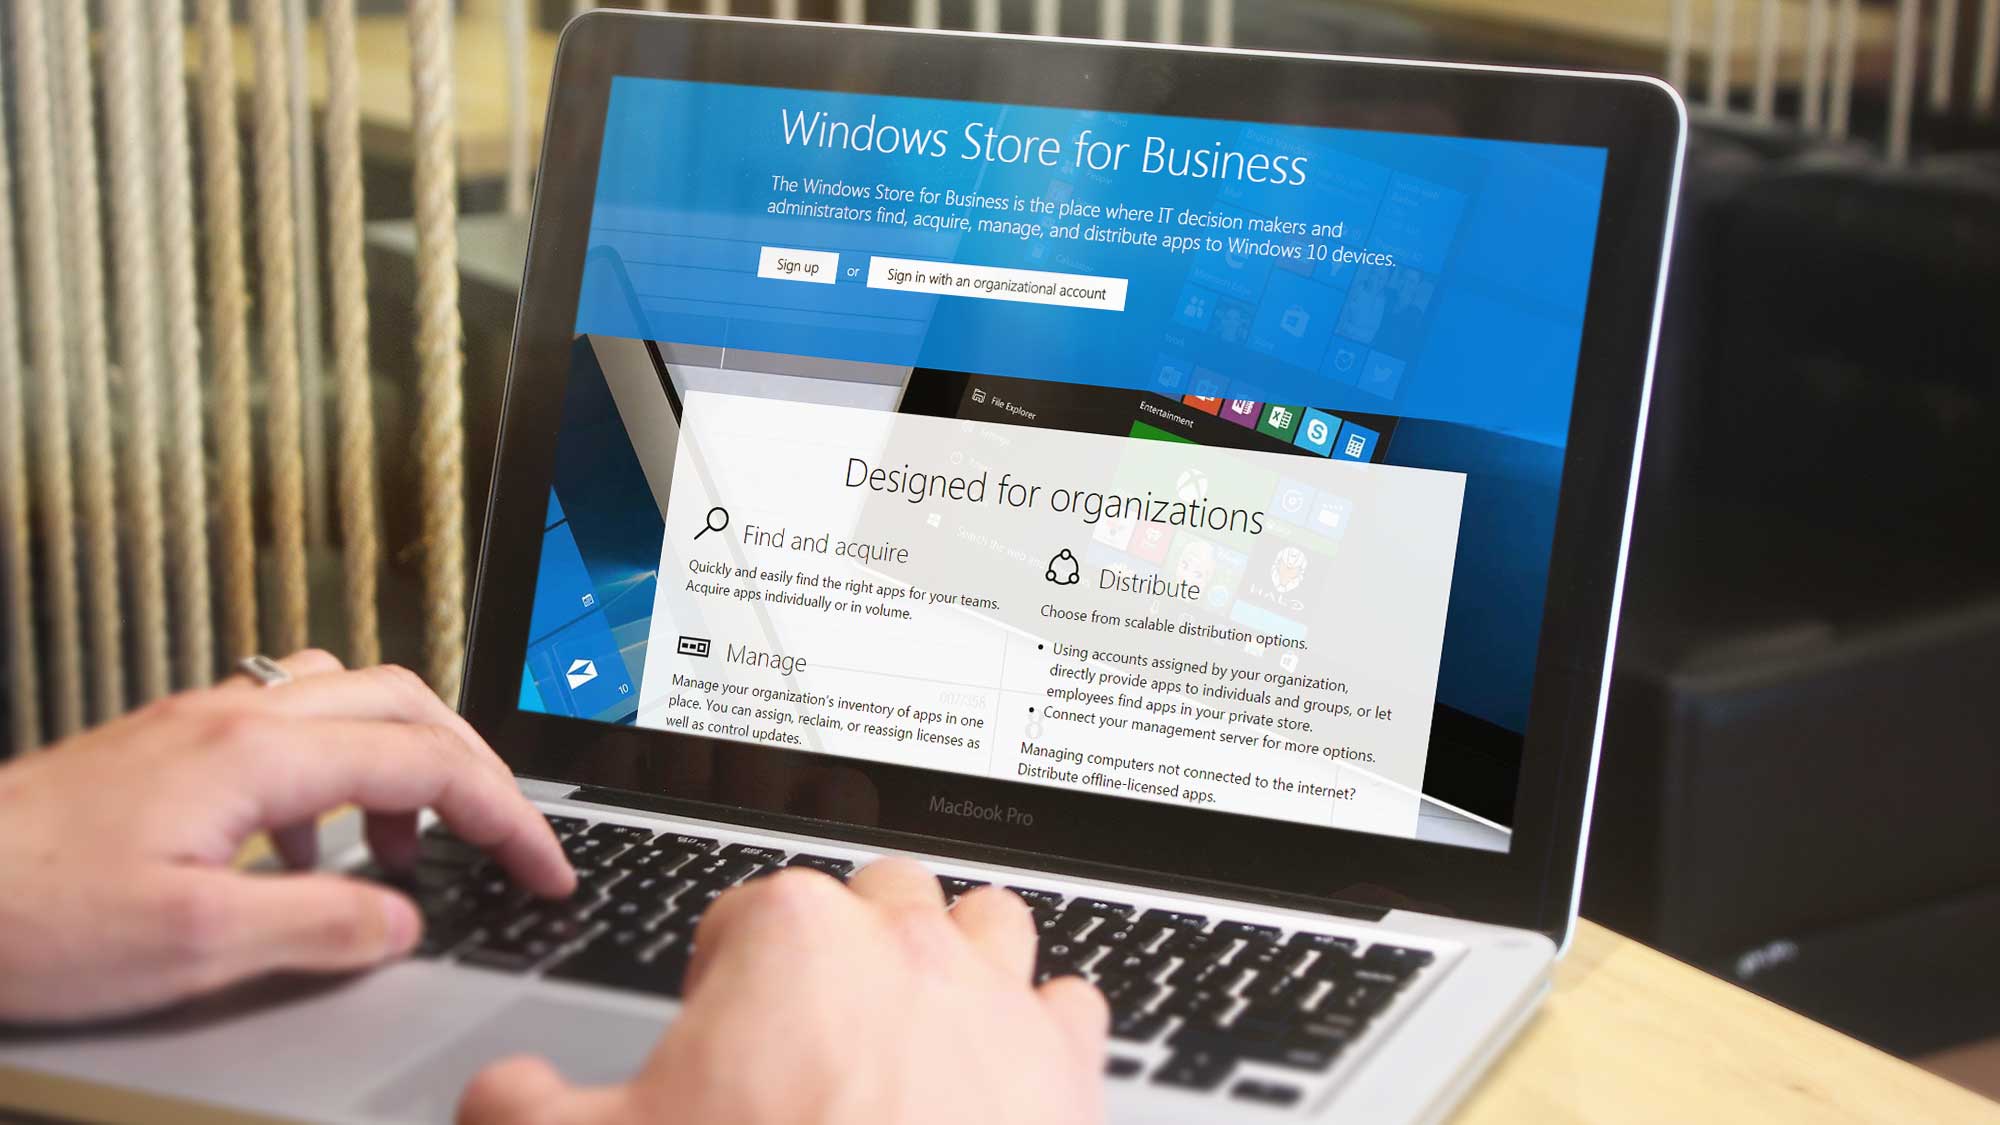 Windows Store for Business
The Windows Store for Business is the place where IT decision makers and
administrators find, acquire, manage, and distribute apps to Windows 10 devices.
Sign up or Sign in with an organizational account
File Explorer
Settings
Entertainment
Designed for organizations
Find and acquire
Quickly and easily find the right apps for your teams.
Acquire apps individually or in volume.
Manage
Manage your organization's inventory of apps in one
place. You can assign, reclaim, or reassign licenses as
well as control updates.
Distribute
Choose from scalable distribution options.
• Using accounts assigned by your organization,
directly provide apps to individuals and groups, or let
employees find apps in your private store.
• Connect your management server for more options.
Managing computers not connected to the internet?
Distribute offline-licensed apps.
HALO
10
MacBook Pro